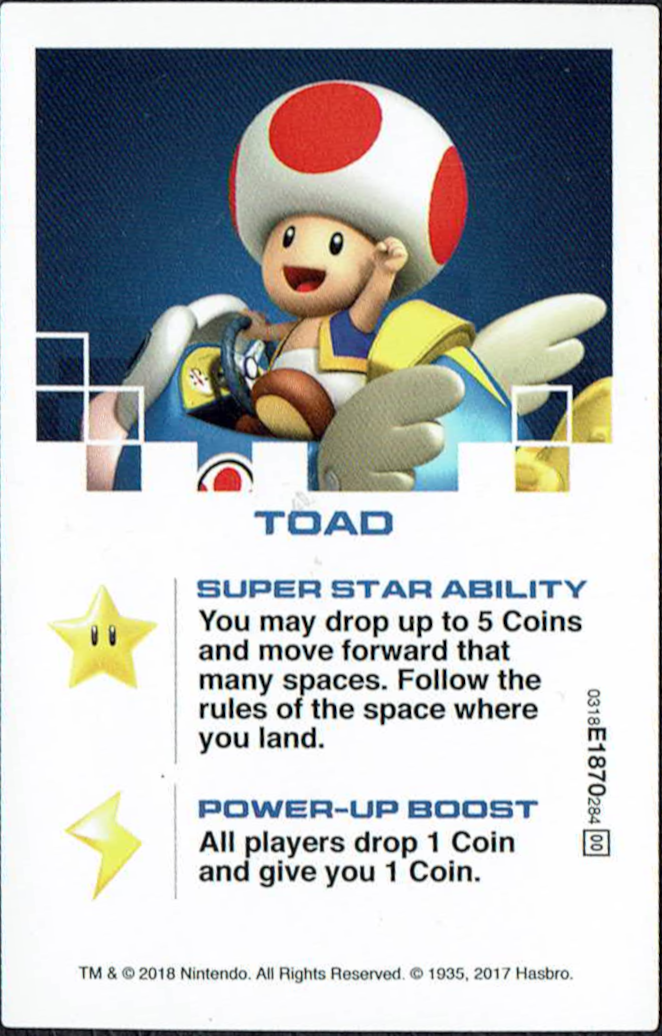 TOAD
SUPER STAR ABILITY
You may drop up to 5 Coins
and move forward that
many spaces. Follow the
rules of the space where
you land.
POWER-UP BOOST
All players drop 1 Coin
and give you 1 Coin.
0318E1870284 00
TM & © 2018 Nintendo. All Rights Reserved. © 1935, 2017 Hasbro.